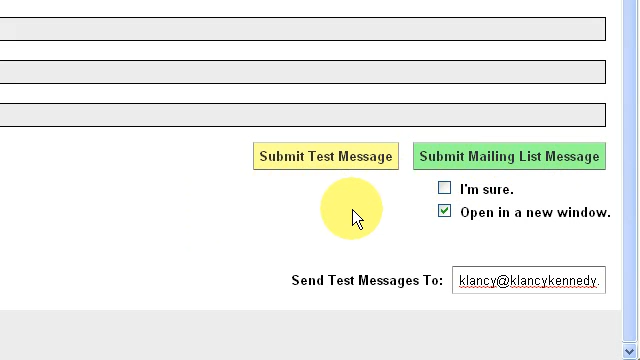 Submit Test Message
Submit Mailing List Message
I'm sure.
Open in a new window.
Send Test Messages To:
klancy@klancykennedy.